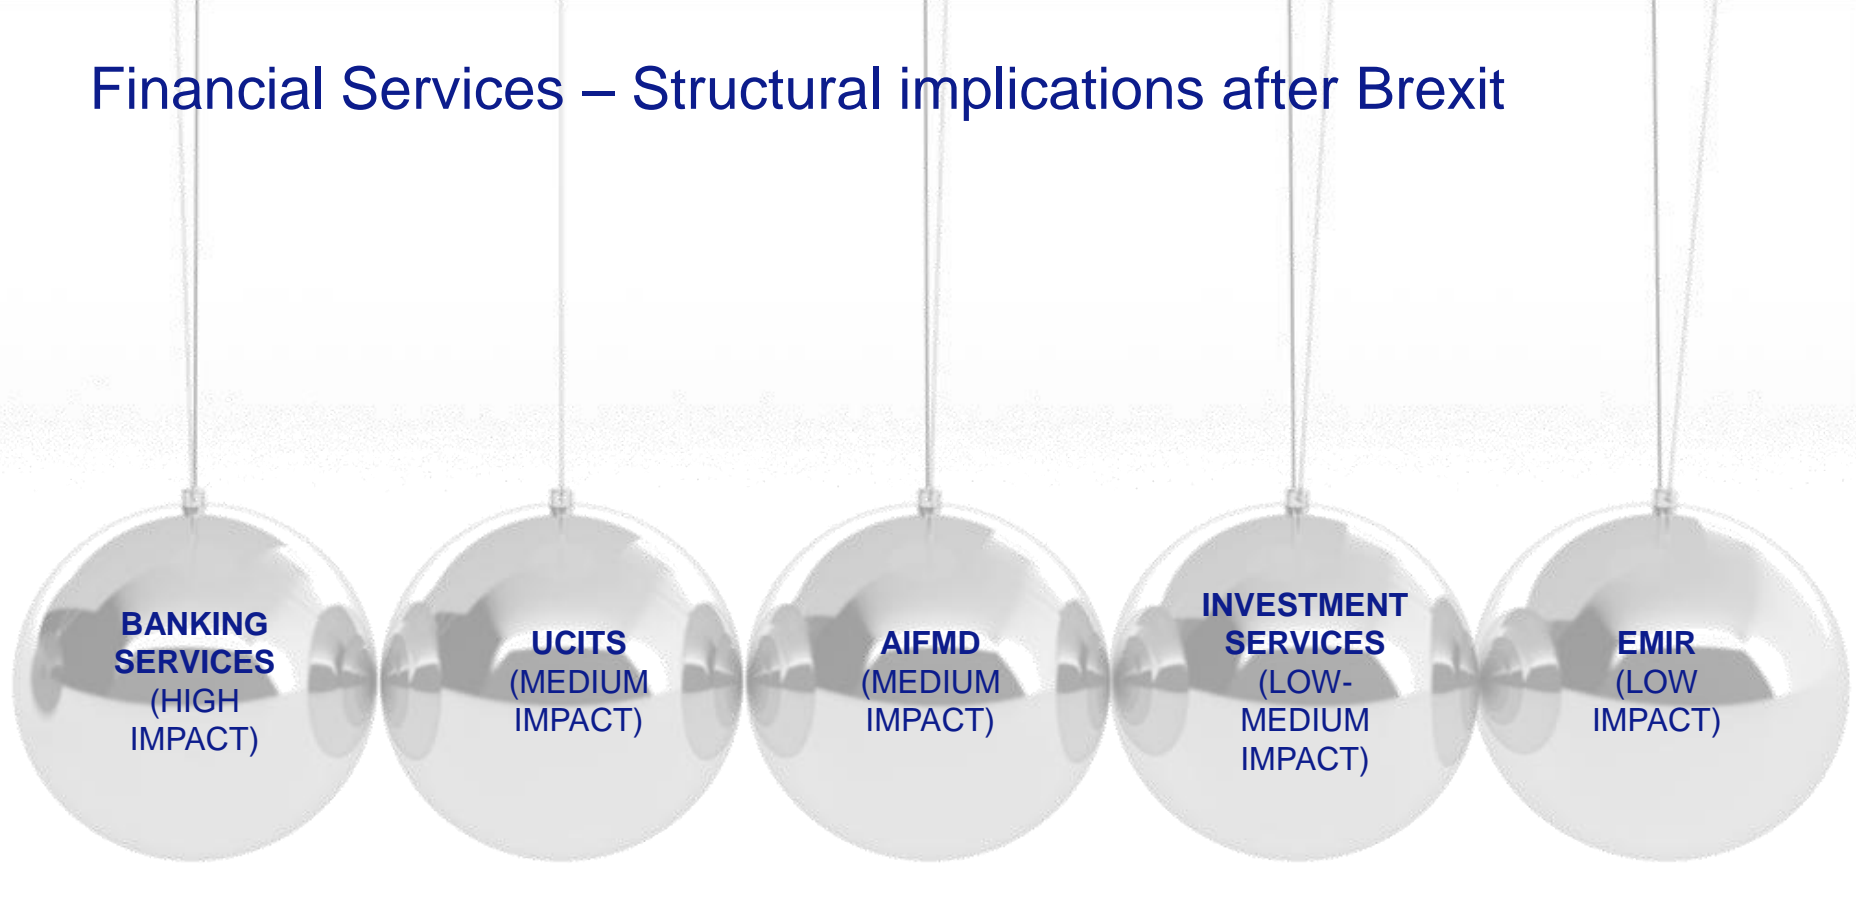 Financial Services – Structural implications after Brexit
BANKING
SERVICES
(HIGH
IMPACT)
UCITS
(MEDIUM
IMPACT)
AIFMD
(MEDIUM
IMPACT)
INVESTMENT
SERVICES
(LOW-
MEDIUM
IMPACT)
EMIR
(LOW
IMPACT)